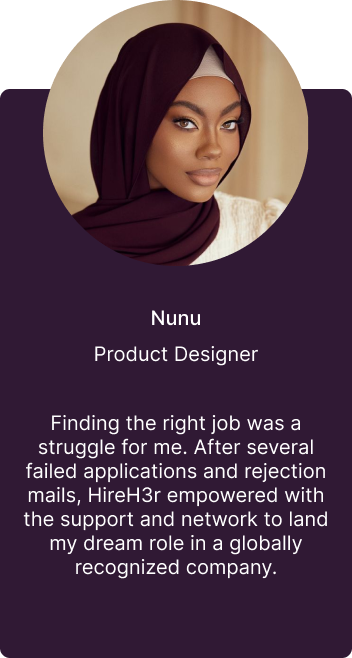 Nunu
Product Designer
Finding the right job was a
struggle for me. After several
failed applications and rejection
mails, HireH3r empowered with
the support and network to land
my dream role in a globally
recognized company.